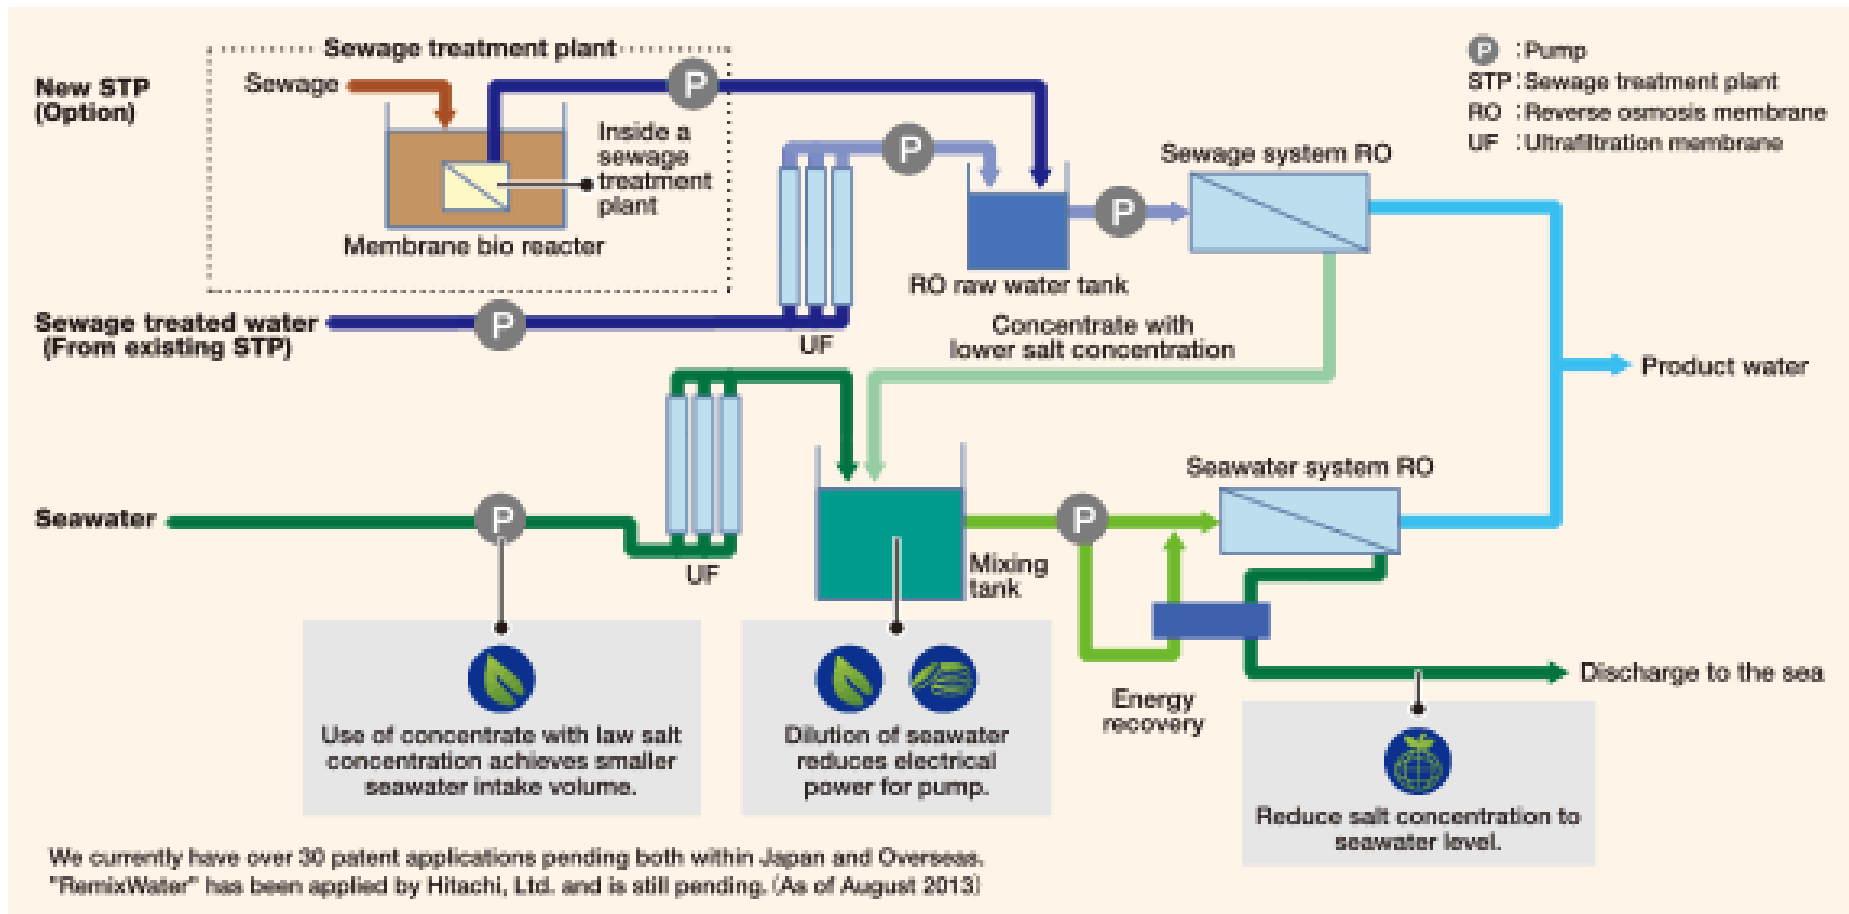 Sewage treatment plant
New STP
(Option)
Sewage
Inside a
sewage
treatment
plant
Membrane bio reacter
P
P
P
:Pump
STP:Sewage treatment plant
RO :Reverse osmosis membrane
UF :Ultrafiltration membrane
Sewage system RO
P
RO raw water tank
Sewage treated water
(From existing STP)
P
UF
Concentrate with
lower salt concentration
Product water
Seawater system RO
Seawater
P
UF
P
Mixing
tank
Energy
recovery
Discharge to the sea
Use of concentrate with law salt
concentration achieves smaller
seawater intake volume.
Dilution of seawater
reduces electrical
power for pump.
Reduce salt concentration to
seawater level.
We currently have over 30 patent applications pending both within Japan and Overseas.
"RemixWater" has been applied by Hitachi, Ltd. and is still pending. (As of August 2013)